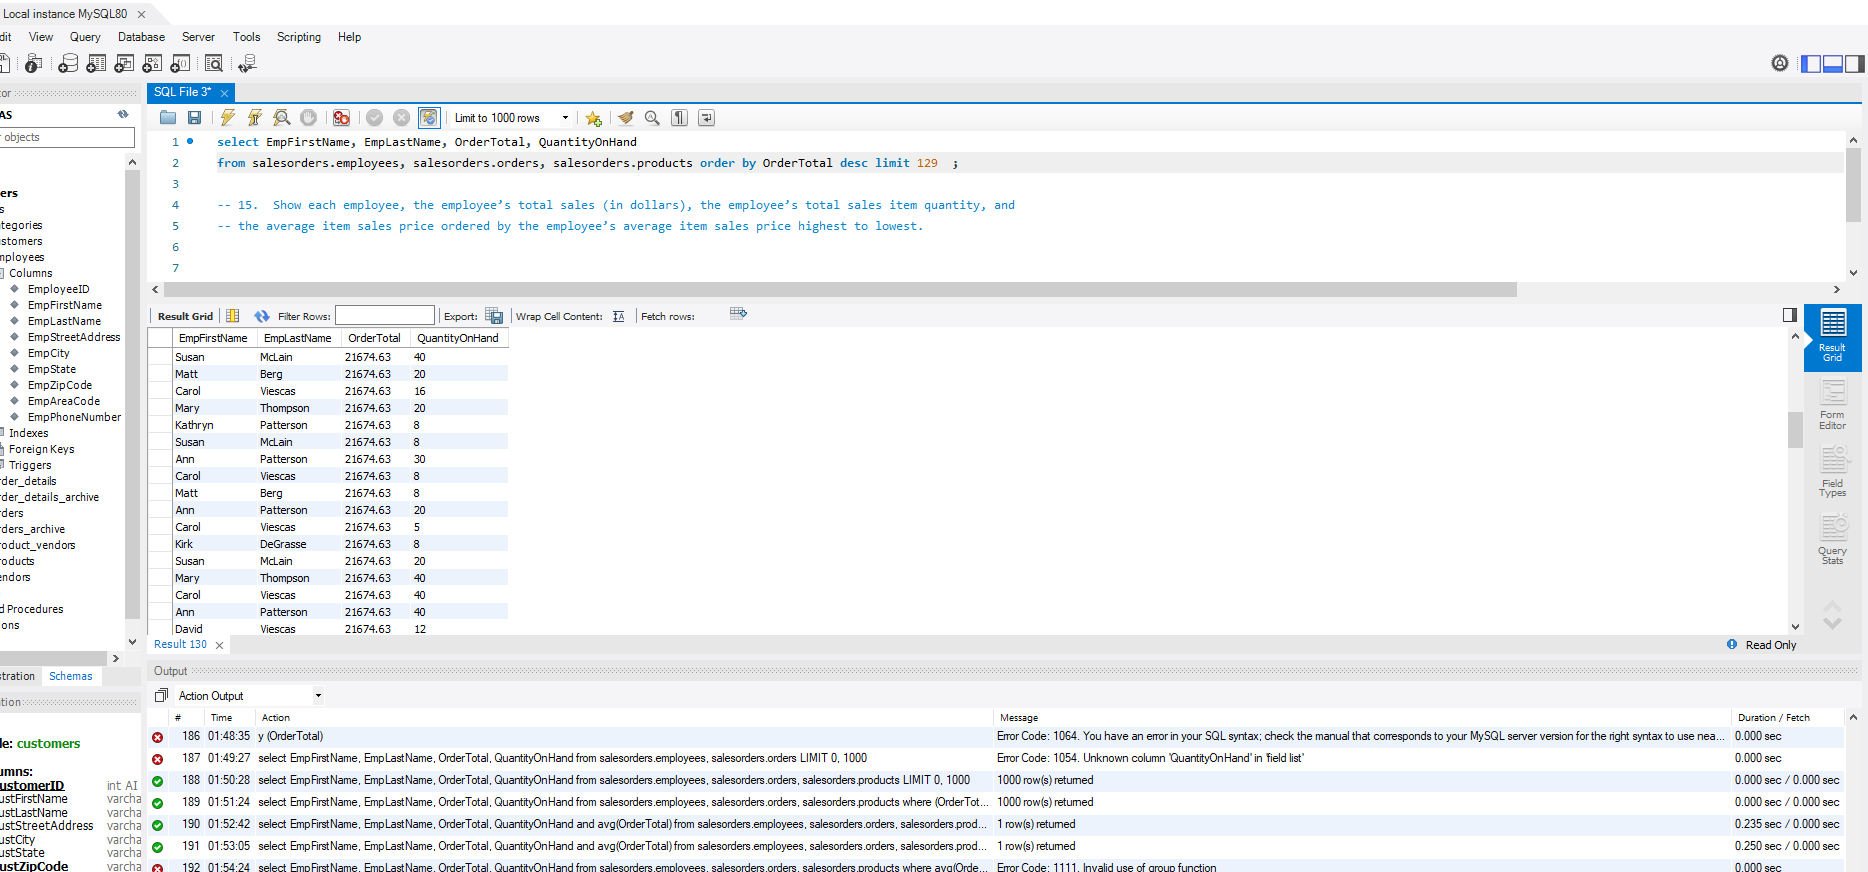 Local instance MySQL80
dit View Query Database Server Tools Scripting Help
tor
SQL File 3*
AS
r objects
Limit to 1000 rows
1 select EmpFirstName, EmpLastName, OrderTotal, QuantityOnHand
2 from salesorders.employees, salesorders.orders, salesorders.products order by OrderTotal desc limit 129 ;
3
4 -- 15. Show each employee, the employee’s total sales (in dollars), the employee’s total sales item quantity, and
5 -- the average item sales price ordered by the employee’s average item sales price highest to lowest.
6
7
ers
s
tegories
ustomers
mployees
Columns
EmployeeID
EmpFirstName
EmpLastName
EmpStreetAddress
EmpCity
EmpState
EmpZipCode
EmpAreaCode
EmpPhoneNumber
Indexes
Foreign Keys
Triggers
rder_details
rder_details_archive
rders
rders_archive
roduct_vendors
roducts
endors
d Procedures
ons
stration Schemas
tion
le: customers
umns:
ustomerID int AI
ustFirstName varcha
ustLastName varcha
ustStreetAddress varcha
ustCity varcha
ustState varcha
ustZipCode varcha
Result Grid Filter Rows: Export: Wrap Cell Content: Fetch rows:
EmpFirstName EmpLastName OrderTotal QuantityOnHand
Susan McLain 21674.63 40
Matt Berg 21674.63 20
Carol Viescas 21674.63 16
Mary Thompson 21674.63 20
Kathryn Patterson 21674.63 8
Susan McLain 21674.63 8
Ann Patterson 21674.63 30
Carol Viescas 21674.63 8
Matt Berg 21674.63 8
Ann Patterson 21674.63 20
Carol Viescas 21674.63 5
Kirk DeGrasse 21674.63 8
Susan McLain 21674.63 20
Mary Thompson 21674.63 40
Carol Viescas 21674.63 40
Ann Patterson 21674.63 40
David Viescas 21674.63 12
Result
Grid
Form
Editor
Field
Types
Query
Stats
Result 130
Read Only
Output
Action Output
# Time Action Message Duration / Fetch
186 01:48:35 y (OrderTotal) Error Code: 1064. You have an error in your SQL syntax; check the manual that corresponds to your MySQL server version for the right syntax to use nea... 0.000 sec
187 01:49:27 select EmpFirstName, EmpLastName, OrderTotal, QuantityOnHand from salesorders.employees, salesorders.orders LIMIT 0, 1000 Error Code: 1054. Unknown column 'QuantityOnHand' in 'field list' 0.000 sec
188 01:50:28 select EmpFirstName, EmpLastName, OrderTotal, QuantityOnHand from salesorders.employees, salesorders.orders, salesorders.products LIMIT 0, 1000 1000 row(s) returned 0.000 sec / 0.000 sec
189 01:51:24 select EmpFirstName, EmpLastName, OrderTotal, QuantityOnHand from salesorders.employees, salesorders.orders, salesorders.products where (OrderTot... 1000 row(s) returned 0.000 sec / 0.000 sec
190 01:52:42 select EmpFirstName, EmpLastName, OrderTotal, QuantityOnHand and avg(OrderTotal) from salesorders.employees, salesorders.orders, salesorders.prod... 1 row(s) returned 0.235 sec / 0.000 sec
191 01:53:05 select EmpFirstName, EmpLastName, OrderTotal, QuantityOnHand and avg(OrderTotal) from salesorders.employees, salesorders.orders, salesorders.prod... 1 row(s) returned 0.250 sec / 0.000 sec
192 01:54:24 select EmpFirstName, EmpLastName, OrderTotal, QuantityOnHand from salesorders.employees, salesorders.orders, salesorders.products where avg(Orde... Error Code: 1111. Invalid use of group function 0.000 sec